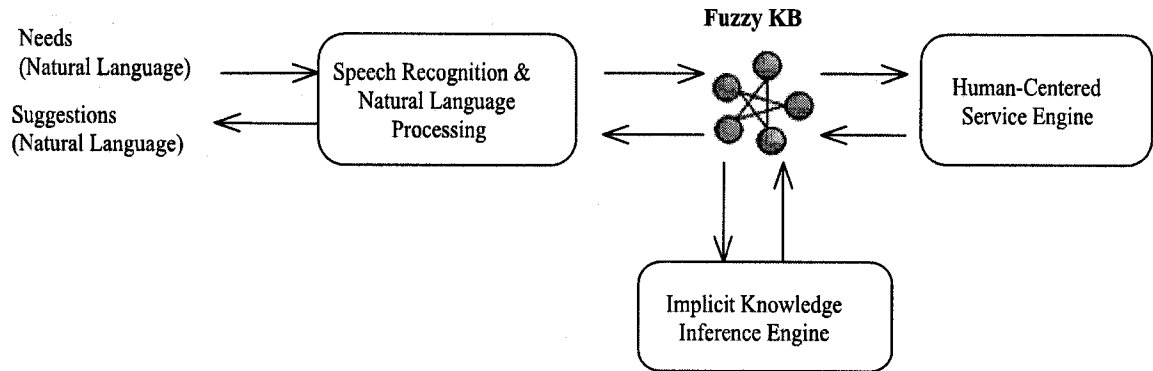 Fuzzy KB
Needs
(Natural Language)
Suggestions
(Natural Language)
Speech Recognition &
Natural Language
Processing
Human-Centered
Service Engine
Implicit Knowledge
Inference Engine